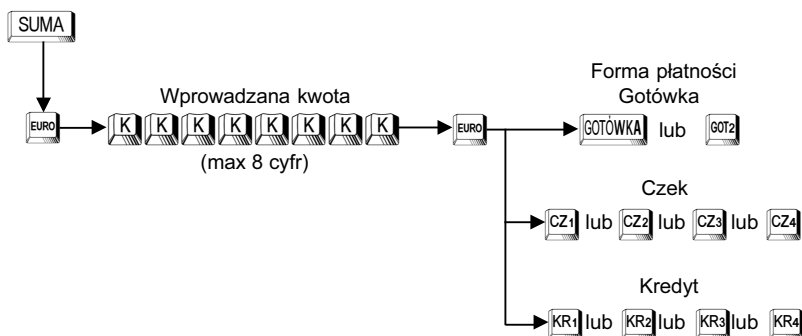 SUMA
Forma płatności
Gotówka
Wprowadzana kwota
EURO K K K K K K K K EURO GOTÓWKA lub GOT2
(max 8 cyfr)
Czek
CZ1 lub CZ2 lub CZ3 lub CZ4
Kredyt
KR1 lub KR2 lub KR3 lub KR4